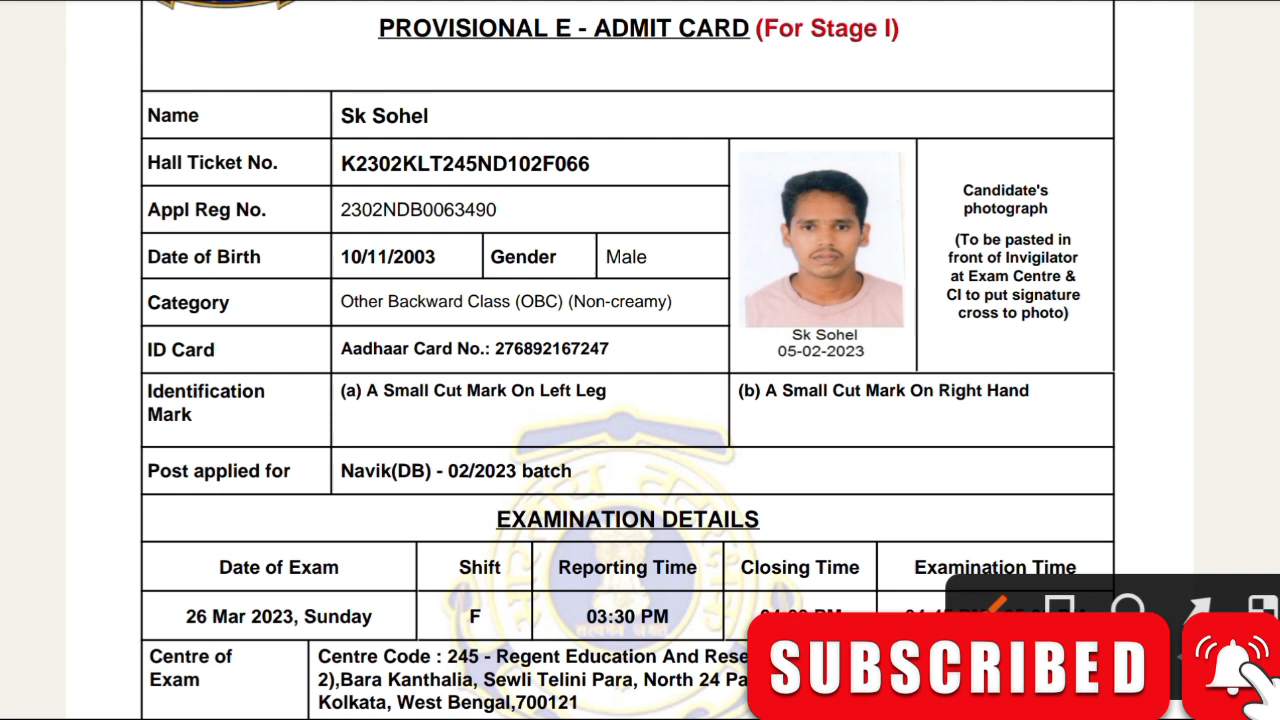 PROVISIONAL E - ADMIT CARD (For Stage I)
Name Sk Sohel
Hall Ticket No. K2302KLT245ND102F066
Appl Reg No. 2302NDB0063490
Date of Birth 10/11/2003 Gender Male
Category Other Backward Class (OBC) (Non-creamy)
ID Card Aadhaar Card No.: 276892167247
Sk Sohel
05-02-2023
Candidate's
photograph
(To be pasted in
front of Invigilator
at Exam Centre &
CI to put signature
cross to photo)
Identification
Mark
(a) A Small Cut Mark On Left Leg
(b) A Small Cut Mark On Right Hand
Post applied for Navik(DB) - 02/2023 batch
EXAMINATION DETAILS
Date of Exam Shift Reporting Time Closing Time Examination Time
26 Mar 2023, Sunday F 03:30 PM
Centre of
Exam
Centre Code : 245 - Regent Education And
2),Bara Kanthalia, Sewli Telini Para, North 24
Kolkata, West Bengal,700121
SUBSCRIBED